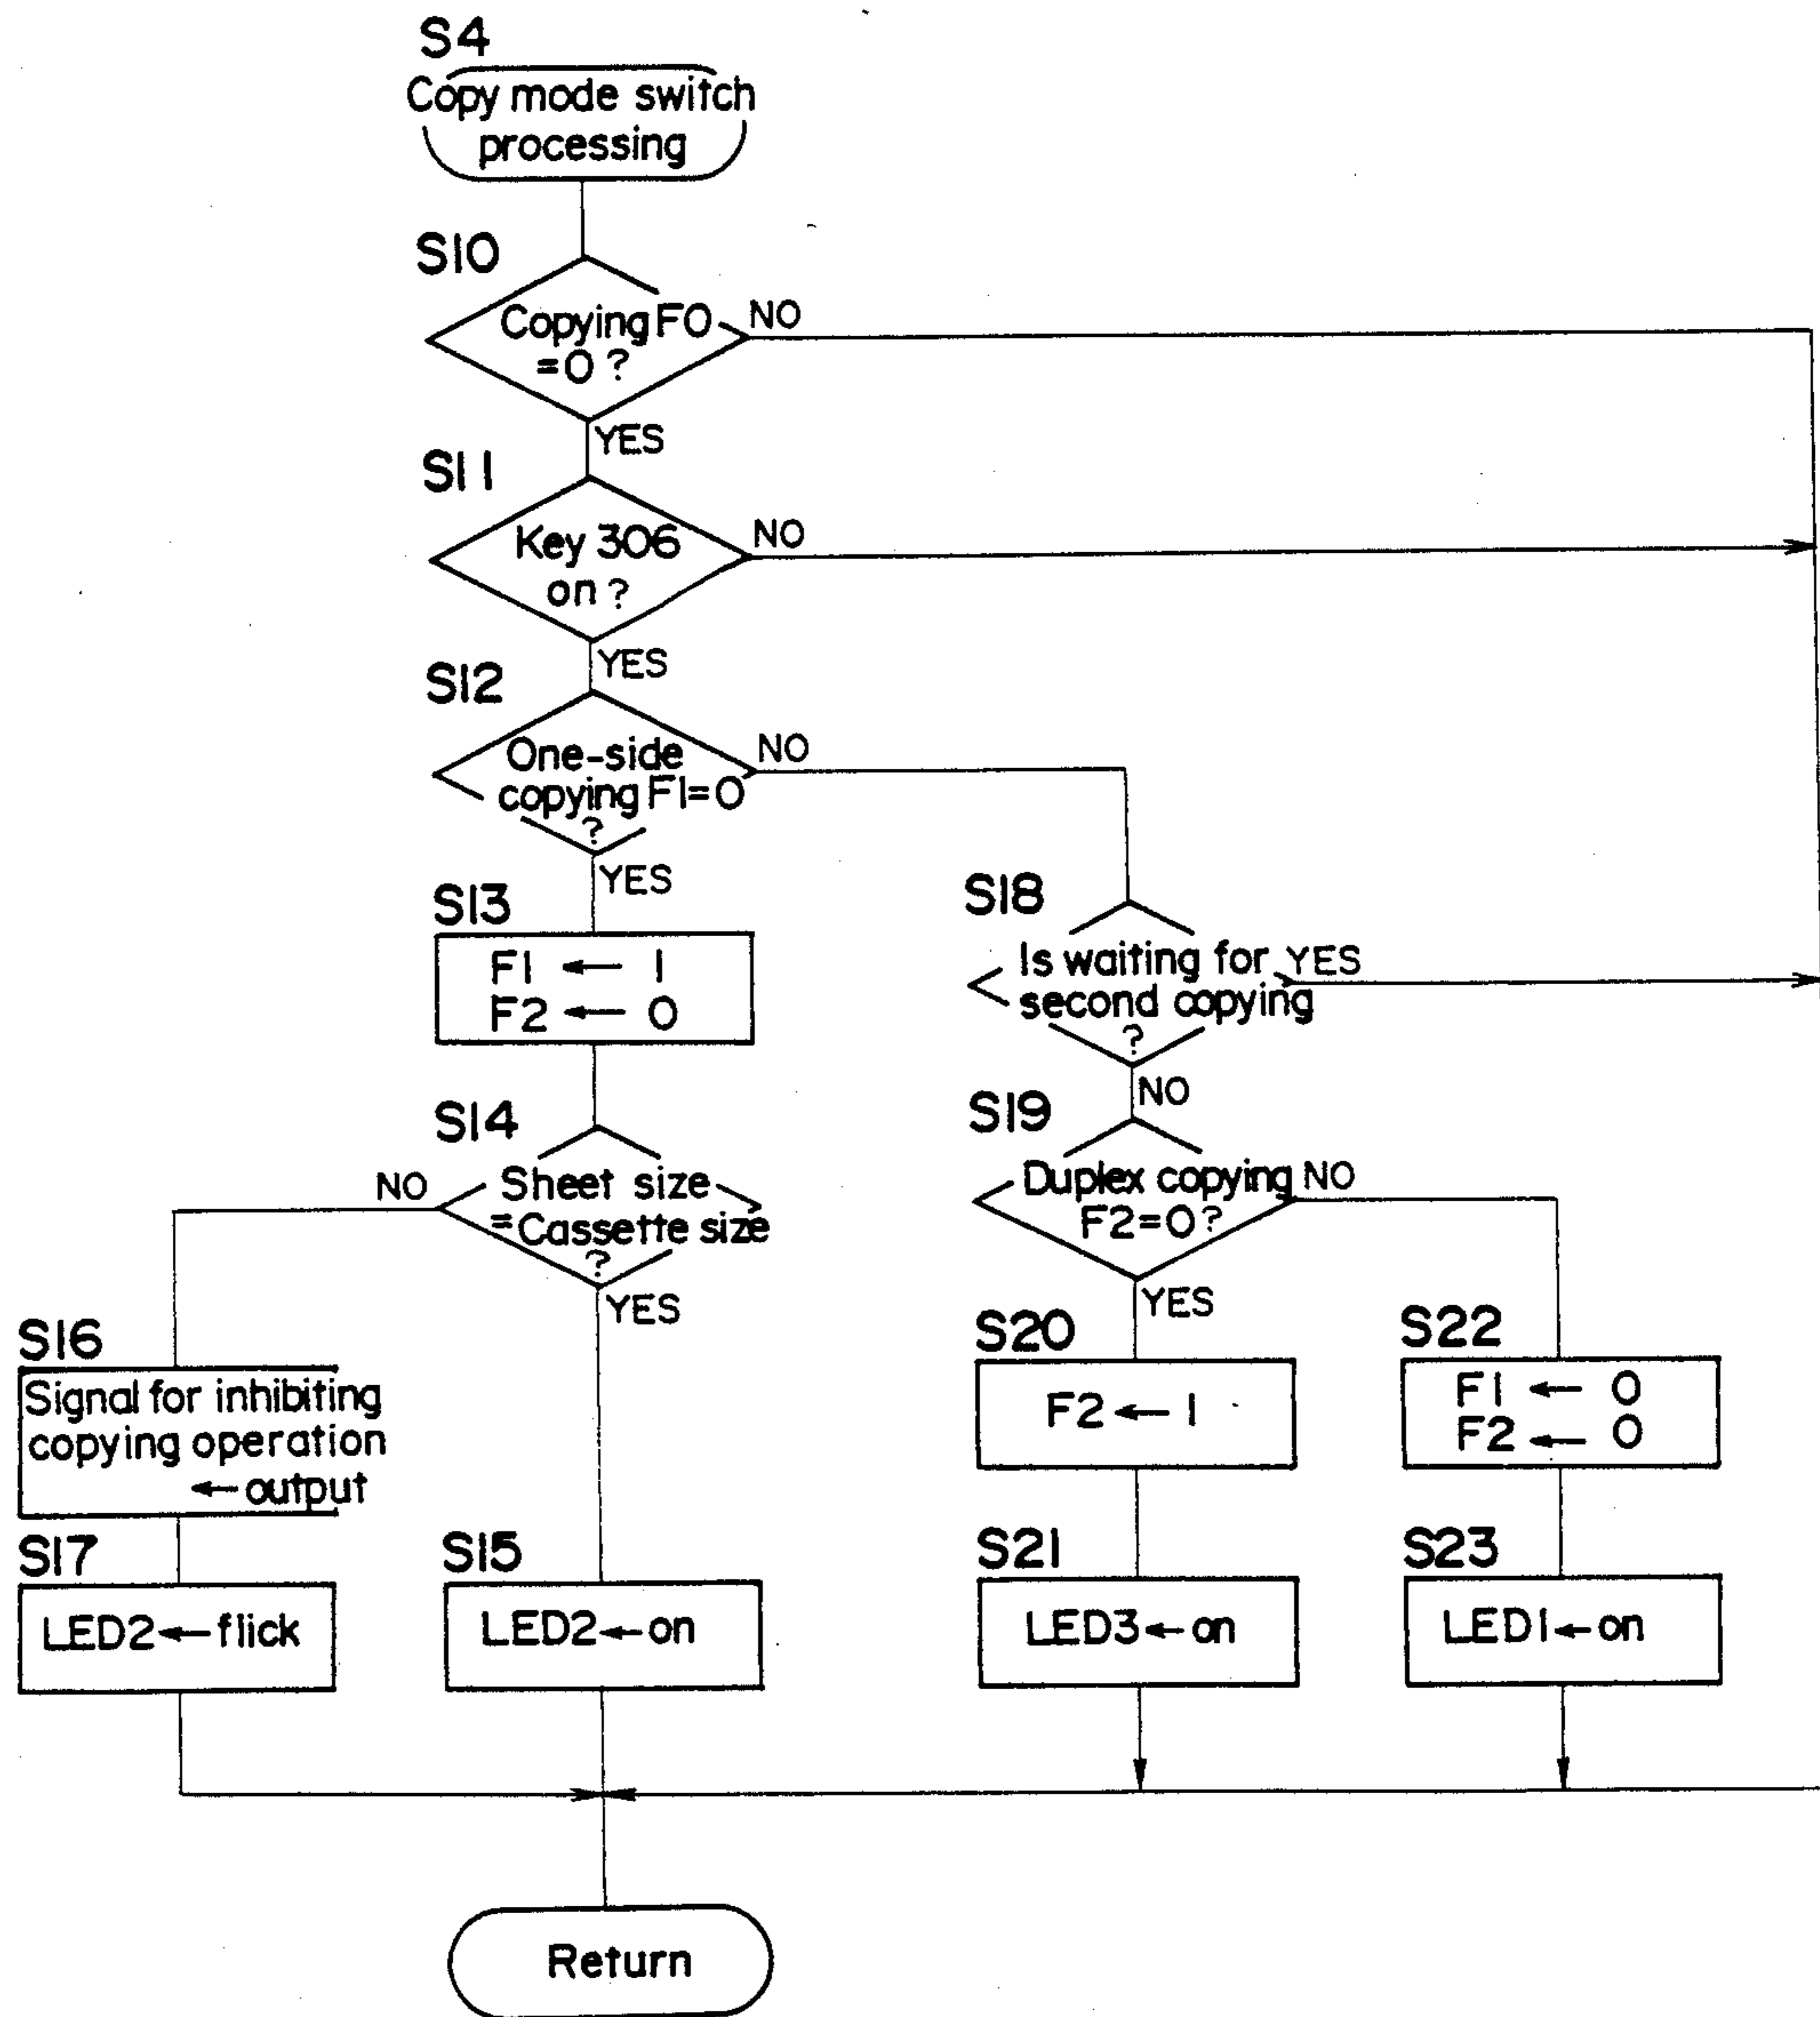 S4
Copy mode switch
processing
S10
Copying F0
=0?
NO
YES
S11
Key 306
on?
NO
YES
S12
One-side
copying F1=0
?
NO
YES
S13
F1 ← 1
F2 ← 0
S14
Sheet size
=Cassette size
?
NO
YES
S16
Signal for inhibiting
copying operation
←output
S17
LED2←flick
S15
LED2←on
S18
Is waiting for
second copying
?
YES
NO
S19
Duplex copying
F2=0?
NO
YES
S20
F2←1
S21
LED3←on
S22
F1 ← 0
F2 ← 0
S23
LED1←on
Return